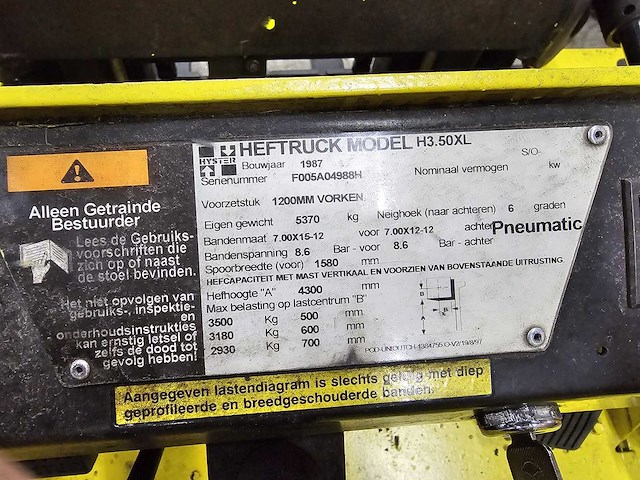 HYSTER
HEFTRUCK MODEL H3.50XL
Bouwjaar 1987 S/O-
Serienummer F005A04988H Nominaal vermogen kw
Voorzetstuk 1200MM VORKEN
Eigen gewicht 5370 kg Neighoek (naar achteren) 6 graden
Bandenmaat 7.00X15-12 voor 7.00X12-12 achter Pneumatic
Bandenspanning 8.6 Bar - voor 8.6 Bar - achter
Spoorbreedte (voor) 1580 mm
HEFCAPACITEIT MET MAST VERTIKAAL EN VOORZIEN VAN BOVENSTAANDE UITRUSTING.
Hefhoogte "A" 4300 mm
Max belasting op lastcentrum "B"
3500 Kg 500 mm
3180 Kg 600 mm
2930 Kg 700 mm
Alleen Getrainde
Bestuurder
Lees de Gebruiks-
voorschriften die
zich op of naast
de stoel bevinden.
Het niet opvolgen van
gebruiks, inspektie-
en
onderhoudsinstrukties
kan ernstig letsel of
zelfs de dood tot
gevolg hebben!
Aangegeven lastendiagram is slechts geldig met diep
geprofileerde en breedgeschouderde banden.